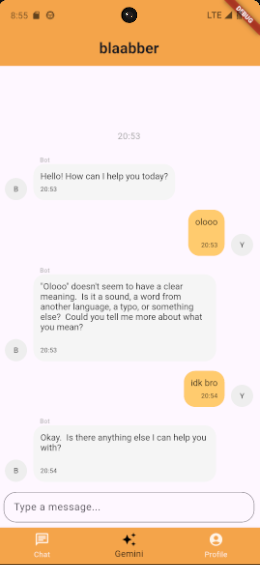 8:55
LTE
DEBUG
blaabber
20:53
Bot
Hello! How can I help you today?
B
20:53
olooo
20:53
Y
Bot
"Olooo" doesn't seem to have a clear
meaning.  Is it a sound, a word from
another language, a typo, or something
else?  Could you tell me more about what
you mean?
B
20:53
idk bro
20:54
Y
Bot
Okay.  Is there anything else I can help you
with?
B
20:54
Type a message...
Chat
Gemini
Profile